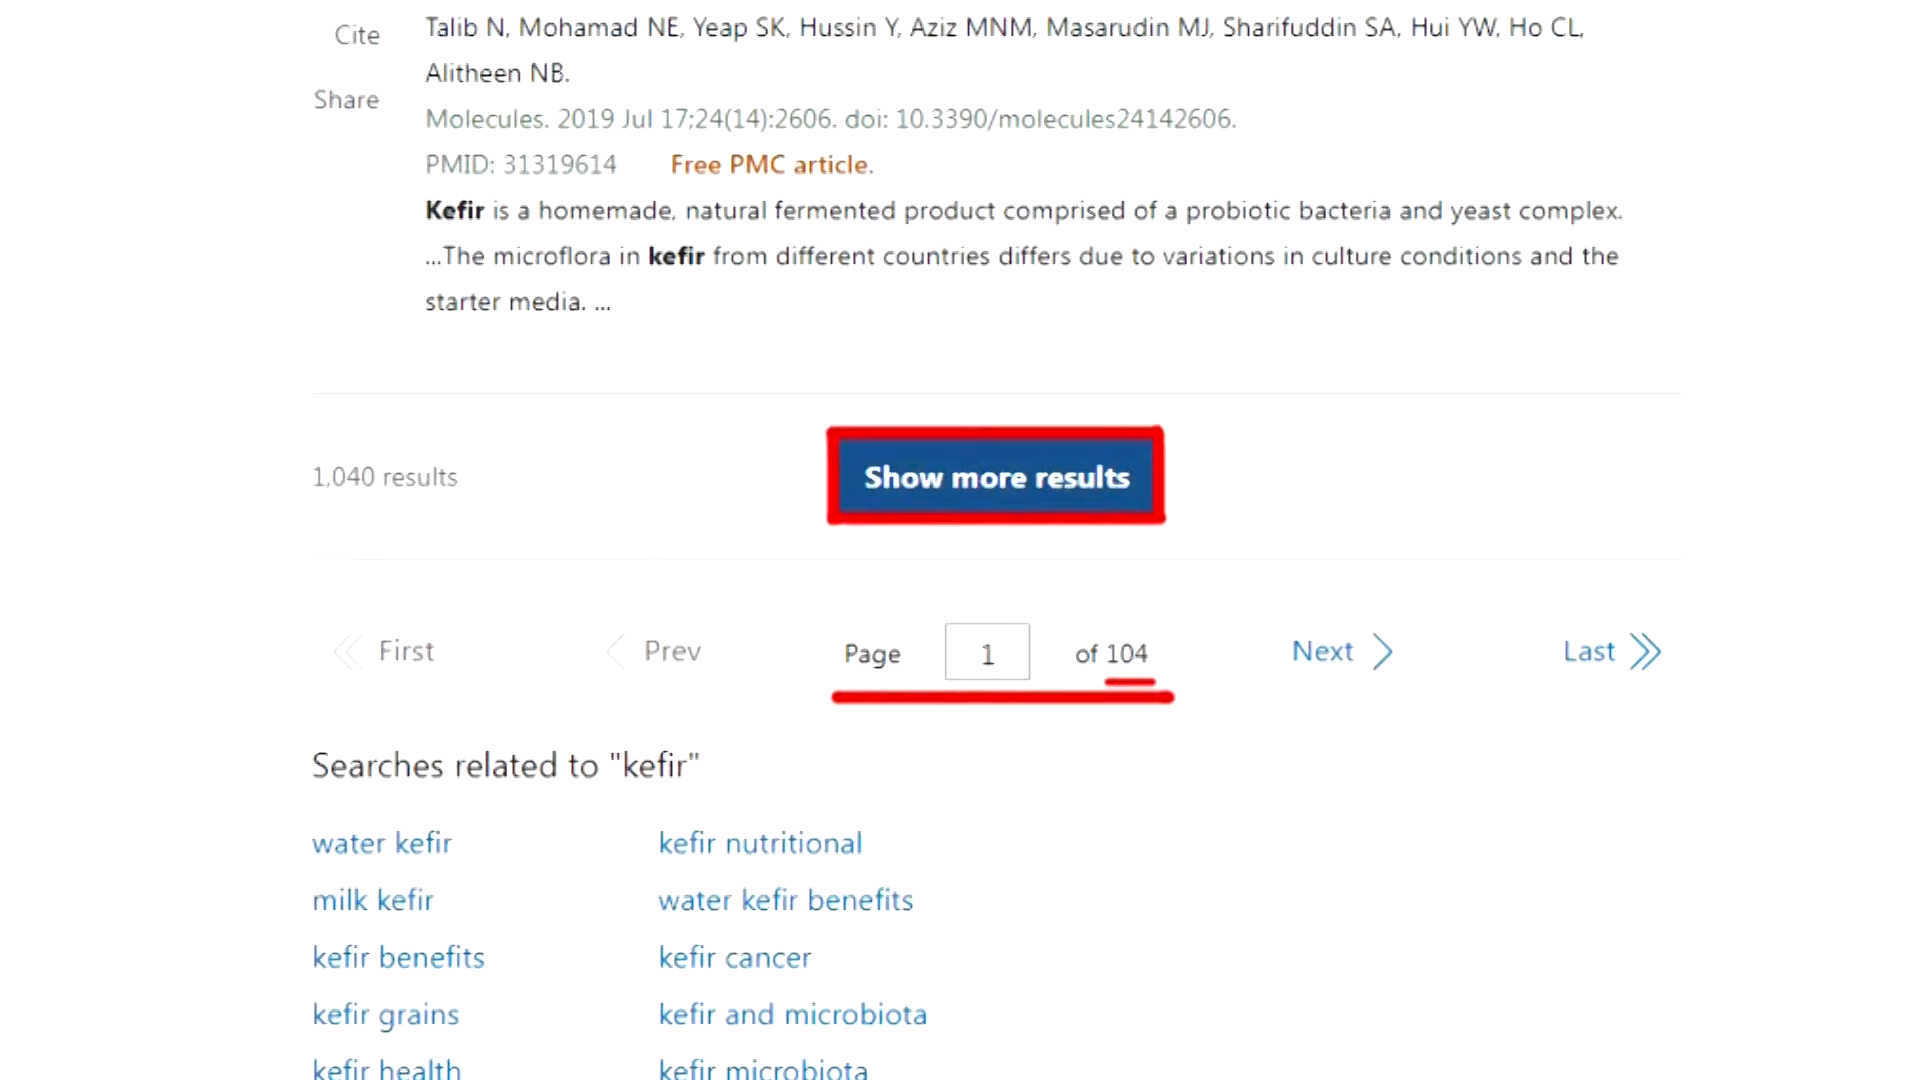 Cite
Talib N, Mohamad NE, Yeap SK, Hussin Y, Aziz MNM, Masarudin MJ, Sharifuddin SA, Hui YW, Ho CL,
Alitheen NB.
Share
Molecules. 2019 Jul 17;24(14):2606. doi: 10.3390/molecules24142606.
PMID: 31319614 Free PMC article.
Kefir is a homemade, natural fermented product comprised of a probiotic bacteria and yeast complex.
...The microflora in kefir from different countries differs due to variations in culture conditions and the
starter media. ...
1,040 results
Show more results
First Prev Page 1 of 104 Next Last
Searches related to "kefir"
water kefir
milk kefir
kefir benefits
kefir grains
kefir health
kefir nutritional
water kefir benefits
kefir cancer
kefir and microbiota
kefir microbiota